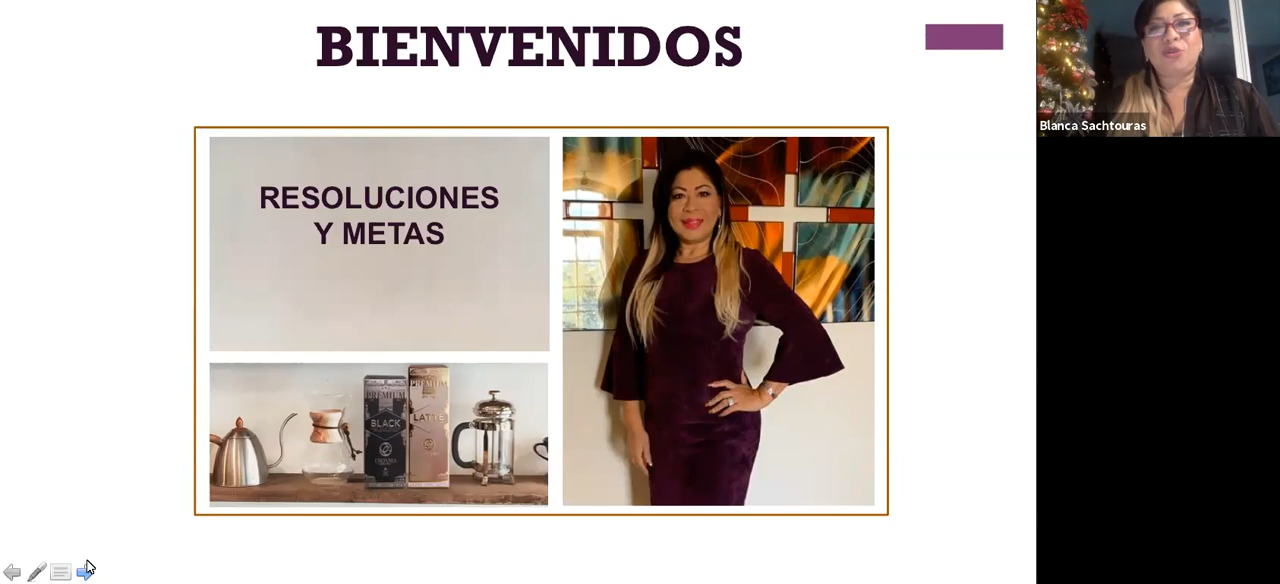 BIENVENIDOS
Blanca Sachtouras
RESOLUCIONES
Y METAS
PREMIUM
BLACK
PREMIUM
LATTE